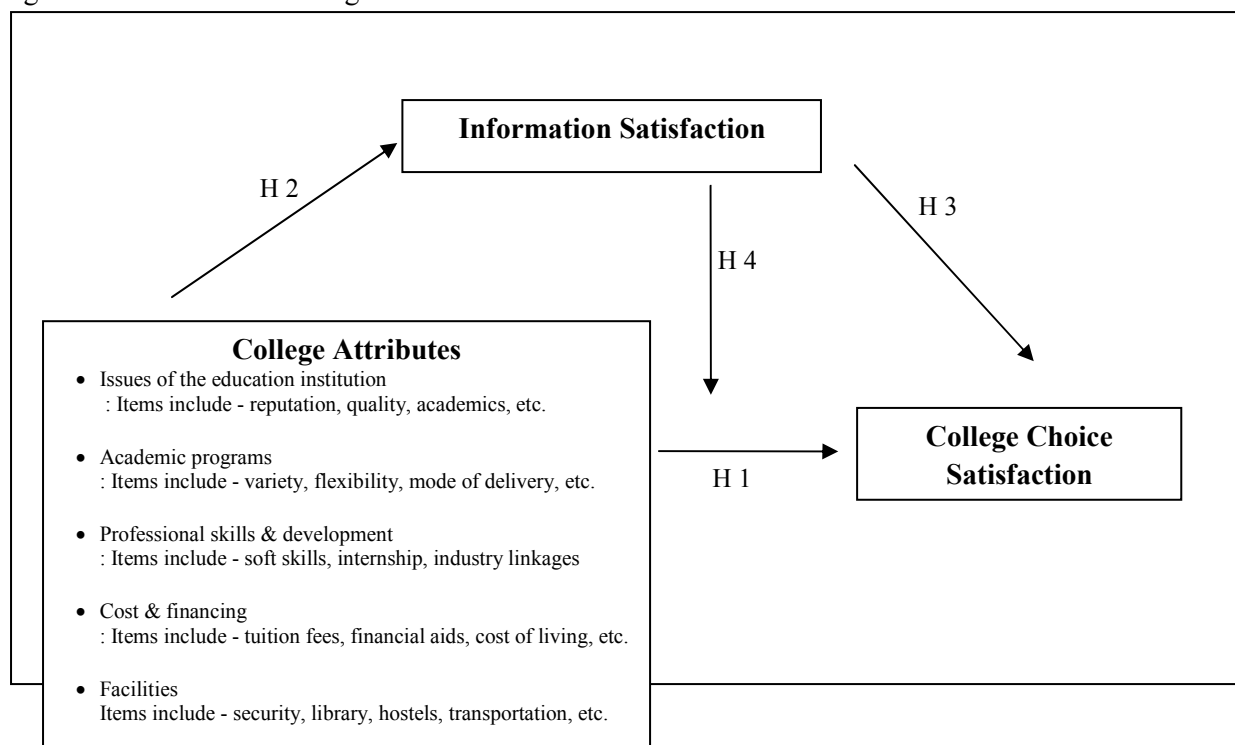 Information Satisfaction
H 2
H 3
H 4
College Attributes
• Issues of the education institution
: Items include - reputation, quality, academics, etc.
• Academic programs
: Items include - variety, flexibility, mode of delivery, etc.
• Professional skills & development
: Items include - soft skills, internship, industry linkages
• Cost & financing
: Items include - tuition fees, financial aids, cost of living, etc.
• Facilities
Items include - security, library, hostels, transportation, etc.
H 1
College Choice
Satisfaction